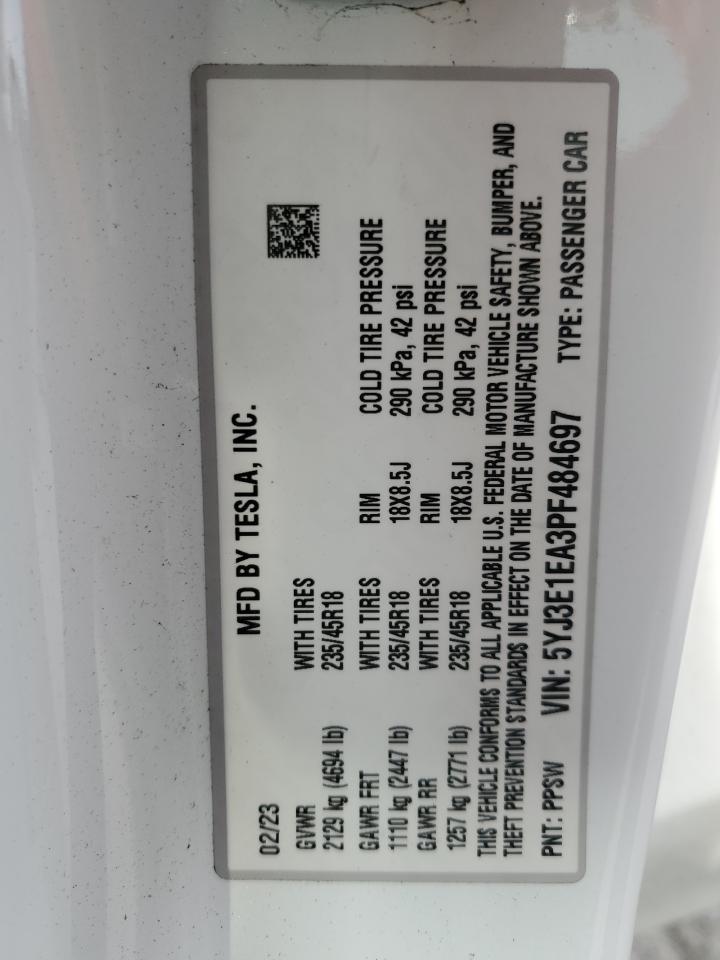 MFD BY TESLA, INC.
02/23
GVWR WITH TIRES
2129 kg (4694 lb) 235/45R18
GAWR FRT WITH TIRES RIM COLD TIRE PRESSURE
1110 kg (2447 lb) 235/45R18 18X8.5J 290 kPa, 42 psi
GAWR RR WITH TIRES RIM COLD TIRE PRESSURE
1257 kg (2771 lb) 235/45R18 18X8.5J 290 kPa, 42 psi
THIS VEHICLE CONFORMS TO ALL APPLICABLE U.S. FEDERAL MOTOR VEHICLE SAFETY, BUMPER, AND
THEFT PREVENTION STANDARDS IN EFFECT ON THE DATE OF MANUFACTURE SHOWN ABOVE.
PNT: PPSW VIN: 5YJ3E1EA3PF484697 TYPE: PASSENGER CAR